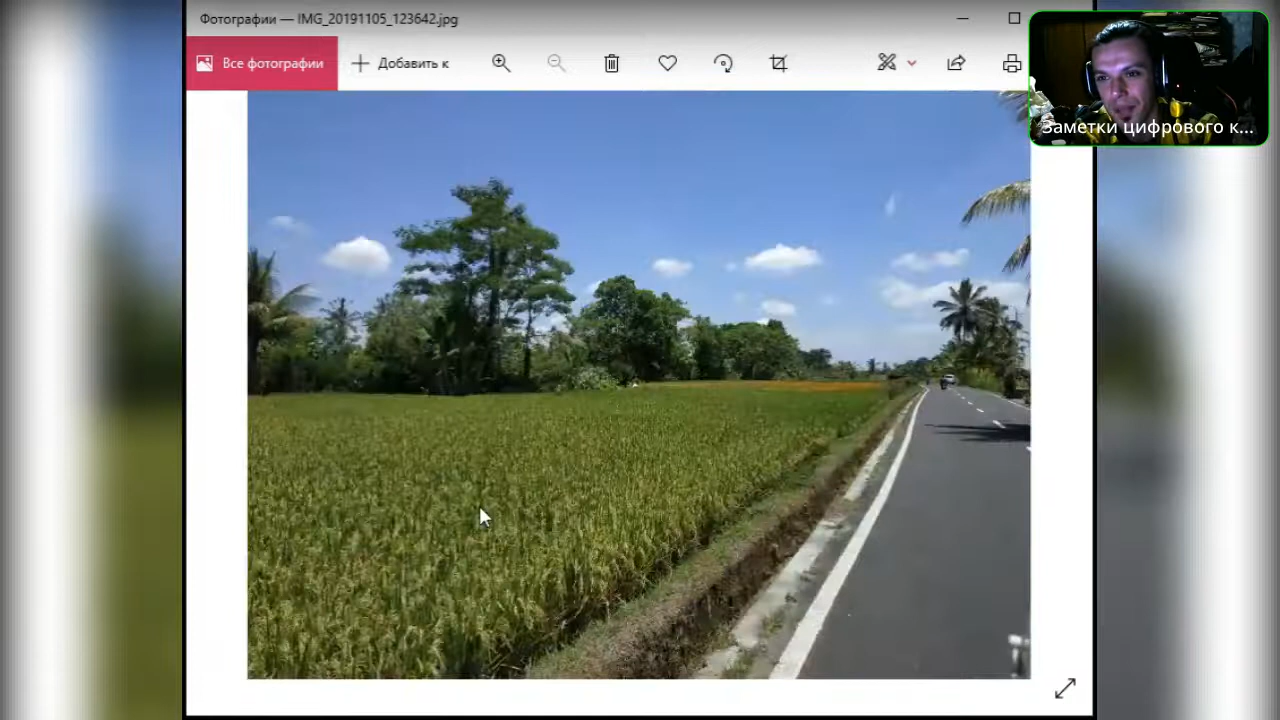 Фотографии — IMG_20191105_123642.jpg
Все фотографии
Добавить к
Заметки цифрового к...